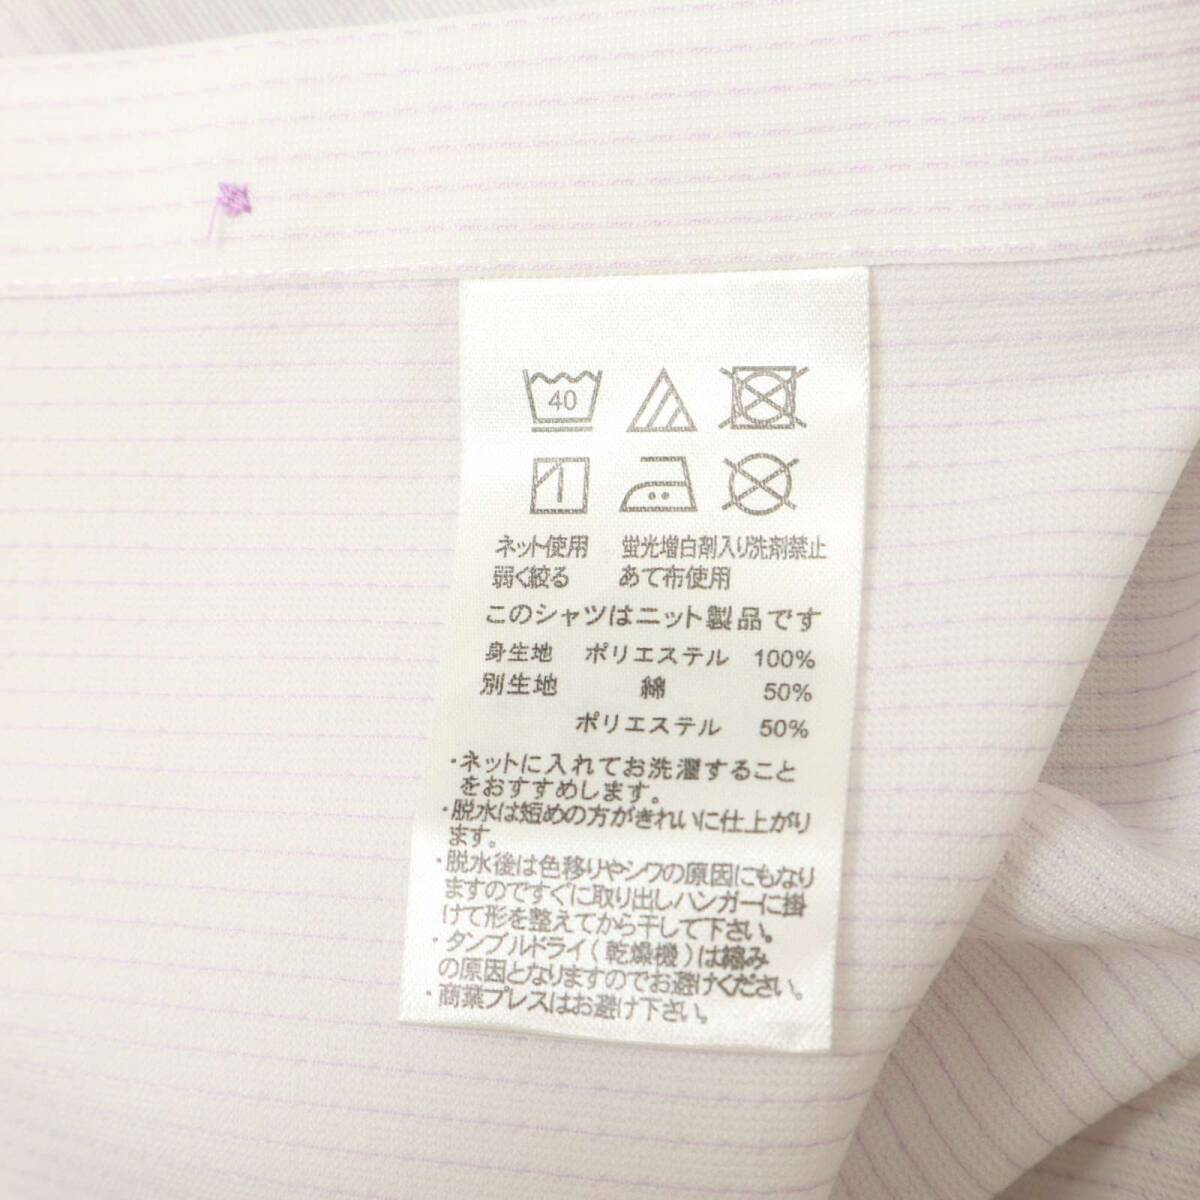 40
ネット使用 蛍光増白剤入り洗剤禁止
弱く絞る あて布使用
このシャツはニット製品です
身生地 ポリエステル 100%
別生地 綿 50%
ポリエステル 50%
・ネットに入れてお洗濯すること
をおすすめします。
・脱水は短めの方がきれいに仕上がり
ます。
・脱水後は色移りやシワの原因にもなり
ますのですぐに取り出しハンガーに掛
けて形を整えてから干して下さい。
・タンブルドライ(乾燥機)は縮み
の原因となりますのでお避けください。
・商業プレスはお避け下さい。